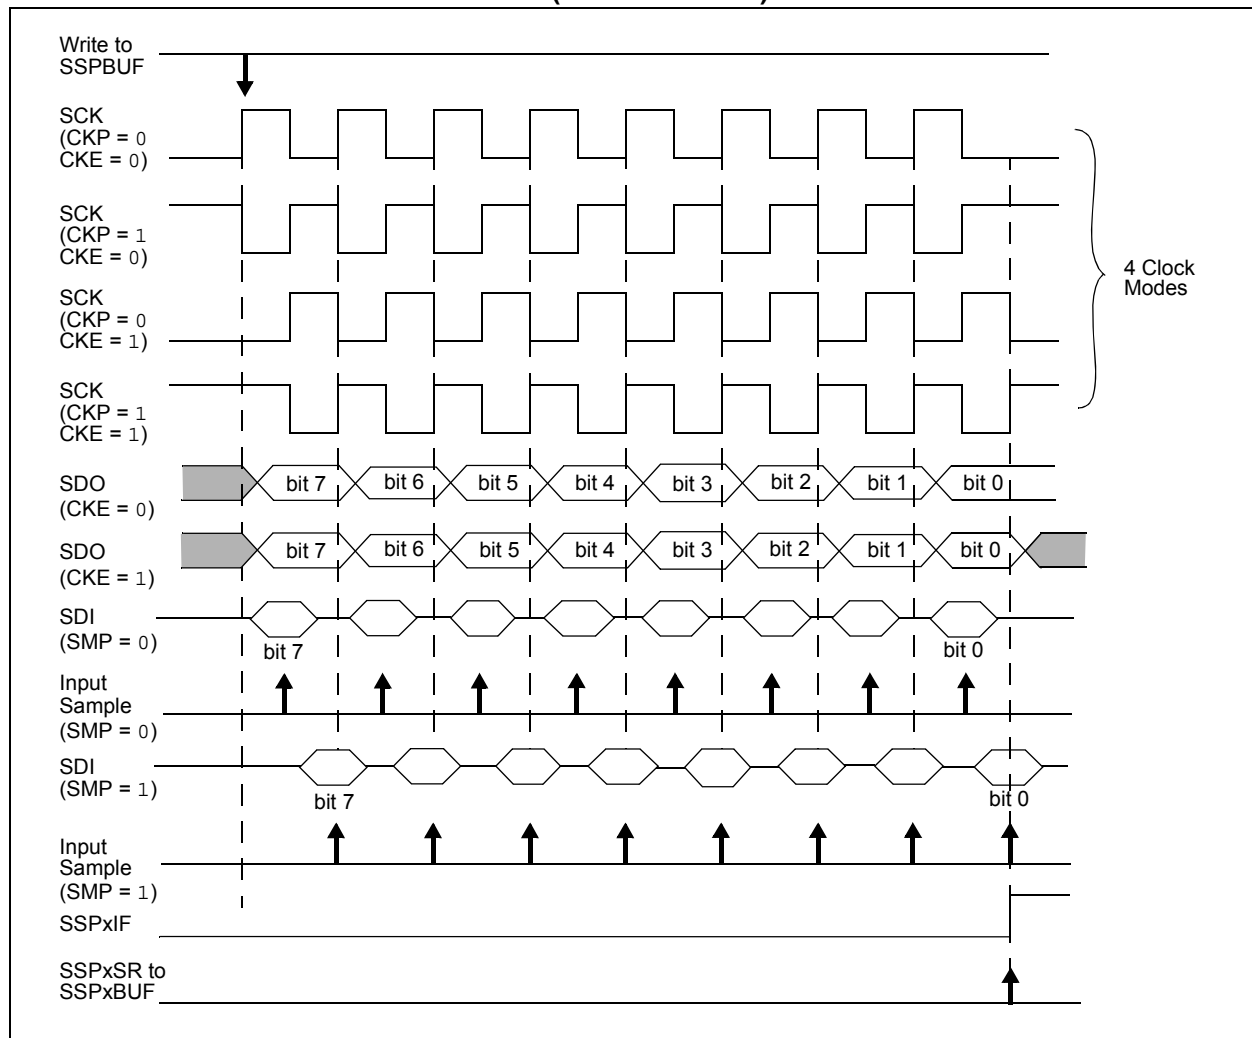 Write to
SSPBUF
SCK
(CKP = 0
CKE = 0)
SCK
(CKP = 1
CKE = 0)
SCK
(CKP = 0
CKE = 1)
SCK
(CKP = 1
CKE = 1)
4 Clock
Modes
SDO
(CKE = 0)
bit 7 bit 6 bit 5 bit 4 bit 3 bit 2 bit 1 bit 0
SDO
(CKE = 1)
bit 7 bit 6 bit 5 bit 4 bit 3 bit 2 bit 1 bit 0
SDI
(SMP = 0)
bit 7 bit 0
Input
Sample
(SMP = 0)
SDI
(SMP = 1)
bit 7 bit 0
Input
Sample
(SMP = 1)
SSPxIF
SSPxSR to
SSPxBUF